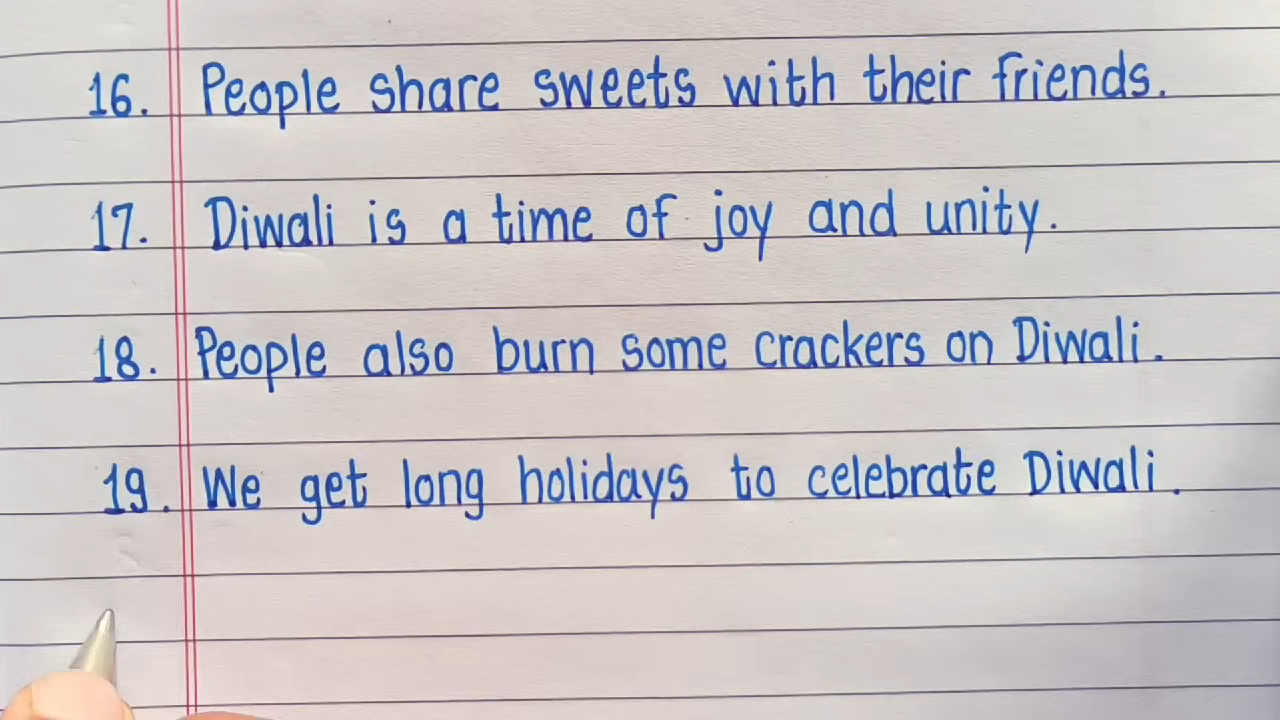 16. People share sweets with their friends.
17. Diwali is a time of joy and unity.
18. People also burn some crackers on Diwali.
19. We get long holidays to celebrate Diwali.